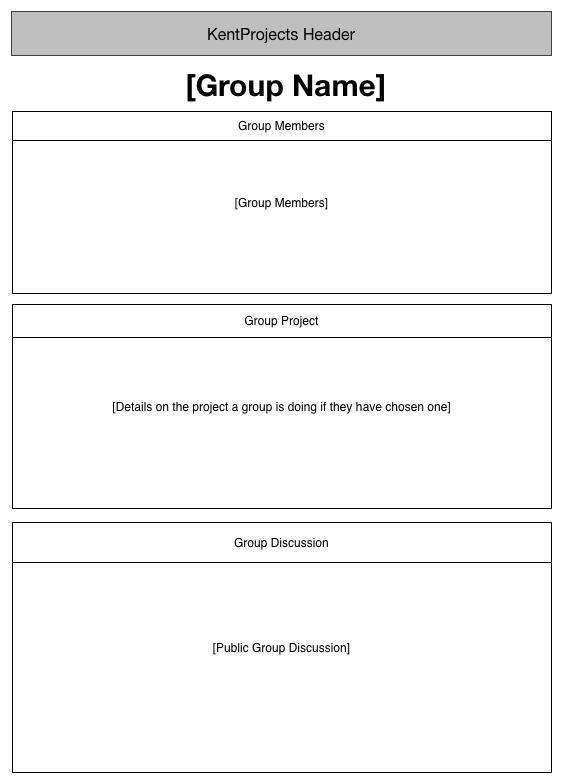 KentProjects Header
[Group Name]
Group Members
[Group Members]
Group Project
[Details on the project a group is doing if they have chosen one]
Group Discussion
[Public Group Discussion]